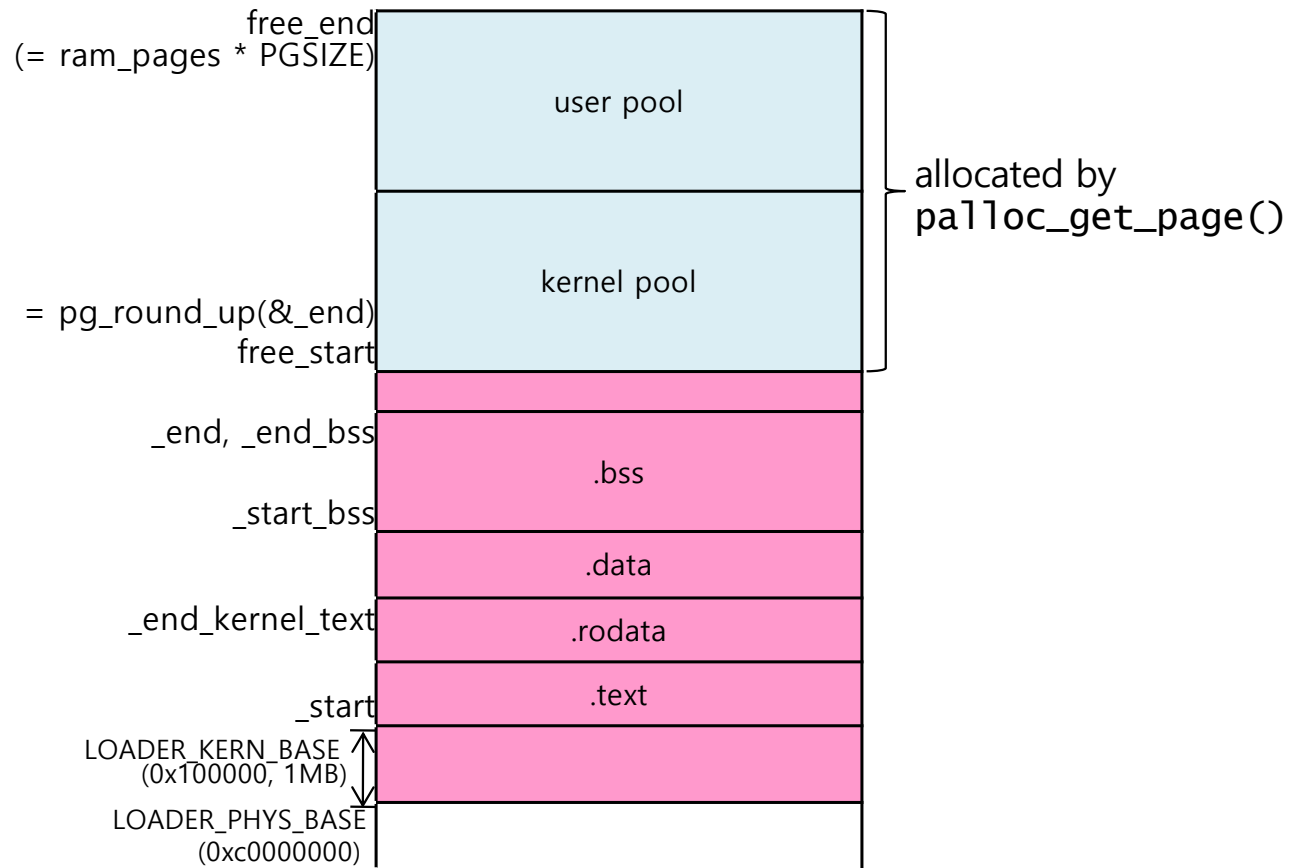 free_end
(= ram_pages * PGSIZE)
user pool
allocated by
palloc_get_page()
kernel pool
= pg_round_up(&_end)
free_start
_end, _end_bss
.bss
_start_bss
.data
_end_kernel_text
.rodata
.text
_start
LOADER_KERN_BASE
(0x100000, 1MB)
LOADER_PHYS_BASE
(0xc0000000)